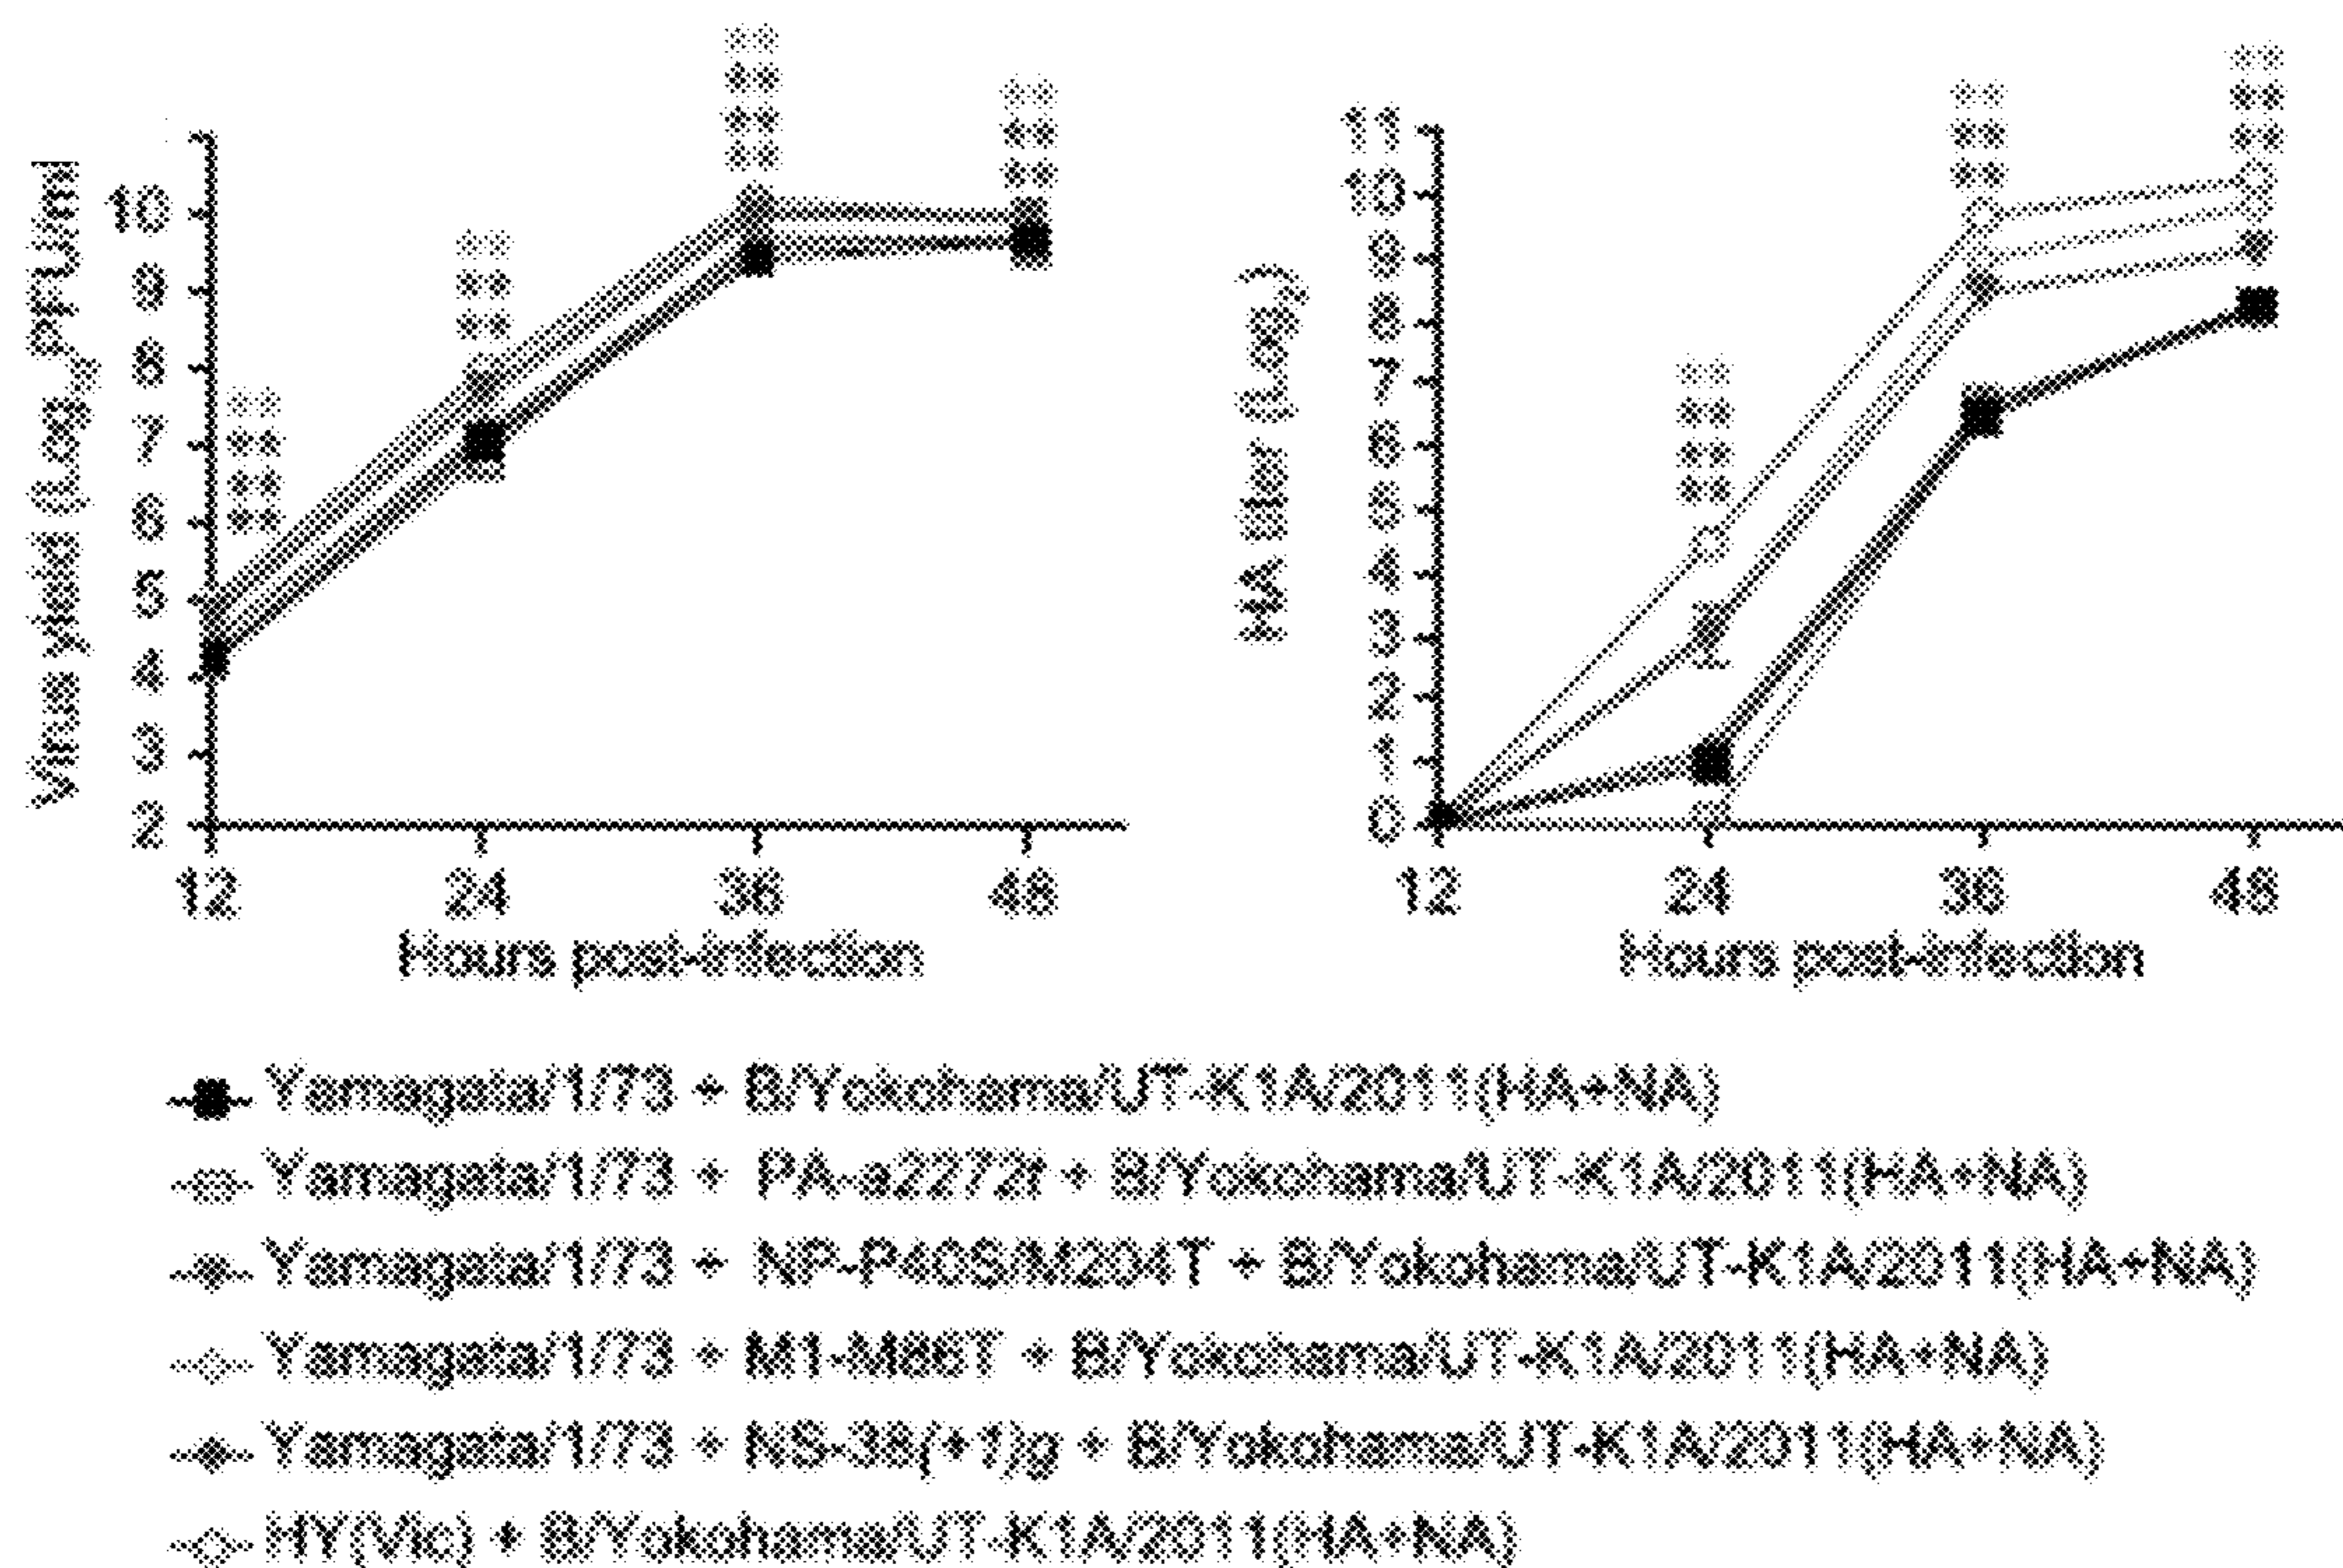 Virus yield (Log10PFU/ml)
10
9
8
7
6
5
4
3
2
12 24 36 48
Hours post-infection
HA titer (Log2)
11
10
9
8
7
6
5
4
3
2
1
0
12 24 36 48
Hours post-infection
Yamagata/1/73 + B/Yokohama/UT-K1A/2011(HA+NA)
Yamagata/1/73 + PA-a2272t + B/Yokohama/UT-K1A/2011(HA+NA)
Yamagata/1/73 + NP-P40S/M204T + B/Yokohama/UT-K1A/2011(HA+NA)
Yamagata/1/73 + M1-M86T + B/Yokohama/UT-K1A/2011(HA+NA)
Yamagata/1/73 + NS-38(+1)g + B/Yokohama/UT-K1A/2011(HA+NA)
HY(Vic) + B/Yokohama/UT-K1A/2011(HA+NA)